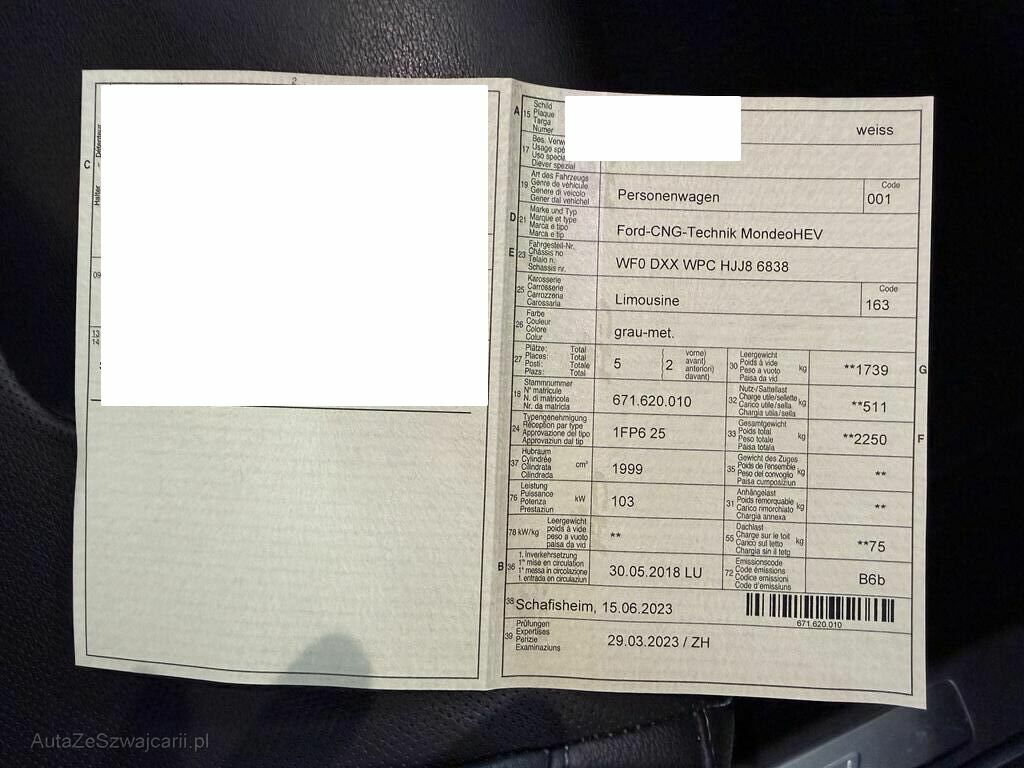 2
C
Halter
Détenteur
09
13
14
A
15
Schild
Plaque
Targa
Numer
weiss
17
Bes. Verw
Usage spé
Uso specia
Diever spezial
19
Art des Fahrzeugs
Genre de véhicule
Genere di veicolo
Gener dal vehichel
Personenwagen
Code
001
D
21
Marke und Typ
Marque et type
Marca e tipo
Marca e tip
Ford-CNG-Technik MondeoHEV
E
23
Fahrgestell-Nr.
Châssis no
Telaio n.
Schassis nr.
WF0 DXX WPC HJJ8 6838
25
Karosserie
Carrosserie
Carrozzeria
Carossaria
Limousine
Code
163
26
Farbe
Couleur
Colore
Colur
grau-met.
27
Plätze: Total
Places: Total
Posti: Totale
Plazs: Total
5
2
vorne)
avant)
anteriori)
davant)
30
Leergewicht
Poids à vide
Peso a vuoto
Paisa da vid
kg
**1739
G
18
Stammnummer
N° matricule
N. di matricola
Nr. da matricla
671.620.010
32
Nutz-/Sattellast
Charge utile/sellette
Carico utile/sella
Chargia utila/sella
kg
**511
24
Typengenehmigung
Réception par type
Approvazione del tipo
Approvaziun dal tip
1FP6 25
33
Gesamtgewicht
Poids total
Peso totale
Paisa totala
kg
**2250
F
37
Hubraum
Cylindrée
Cilindrata
Cilindrada
cm³
1999
35
Gewicht des Zuges
Poids de l'ensemble
Peso del convoglio
Paisa cumposiziun
kg
**
76
Leistung
Puissance
Potenza
Prestaziun
kW
103
31
Anhängelast
Poids remorquable
Carico rimorchiato
Chargia annexa
kg
**
78 kW/kg
Leergewicht
poids à vide
peso a vuoto
paisa da vid
**
55
Dachlast
Charge sur le toit
Carico sul tetto
Chargia sin il tetg
kg
**75
B
36
1. Inverkehrsetzung
1re mise en circulation
1a messa in circolazione
1. entrada en circulaziun
30.05.2018 LU
72
Emissionscode
Code émissions
Codice emissioni
Code d'emissiuns
B6b
38
Schafisheim, 15.06.2023
671.620.010
39
Prüfungen
Expertises
Perizie
Examinaziuns
29.03.2023 / ZH
AutaZeSzwajcarii.pl